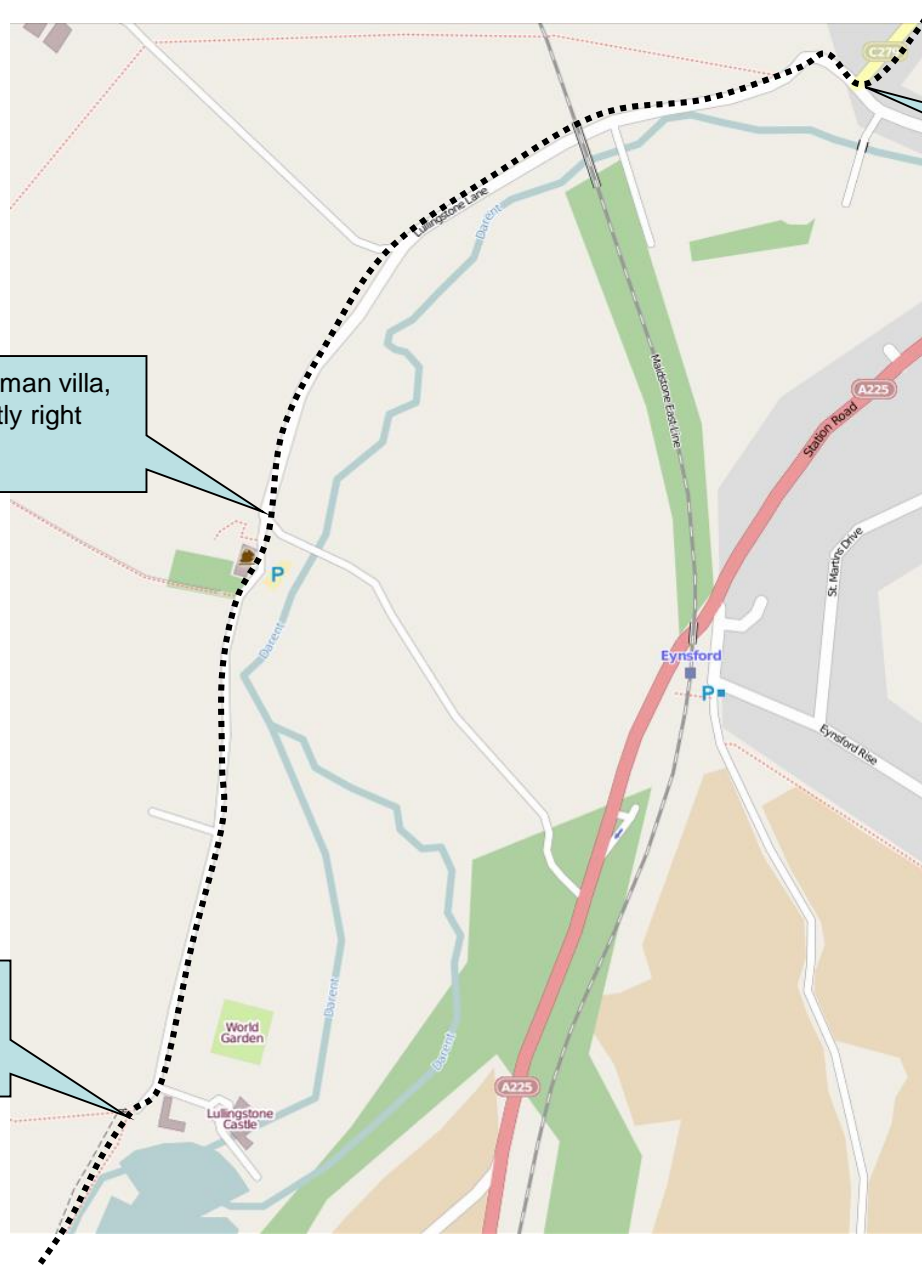 C279
Lullingstone Lane
Darent
Maidstone East Line
man villa,
tly right
A225
Station Road
St. Martins Drive
P
Darent
Eynsford
P
Eynsford Rise
World
Garden
Darent
Darent
A225
Lullingstone
Castle